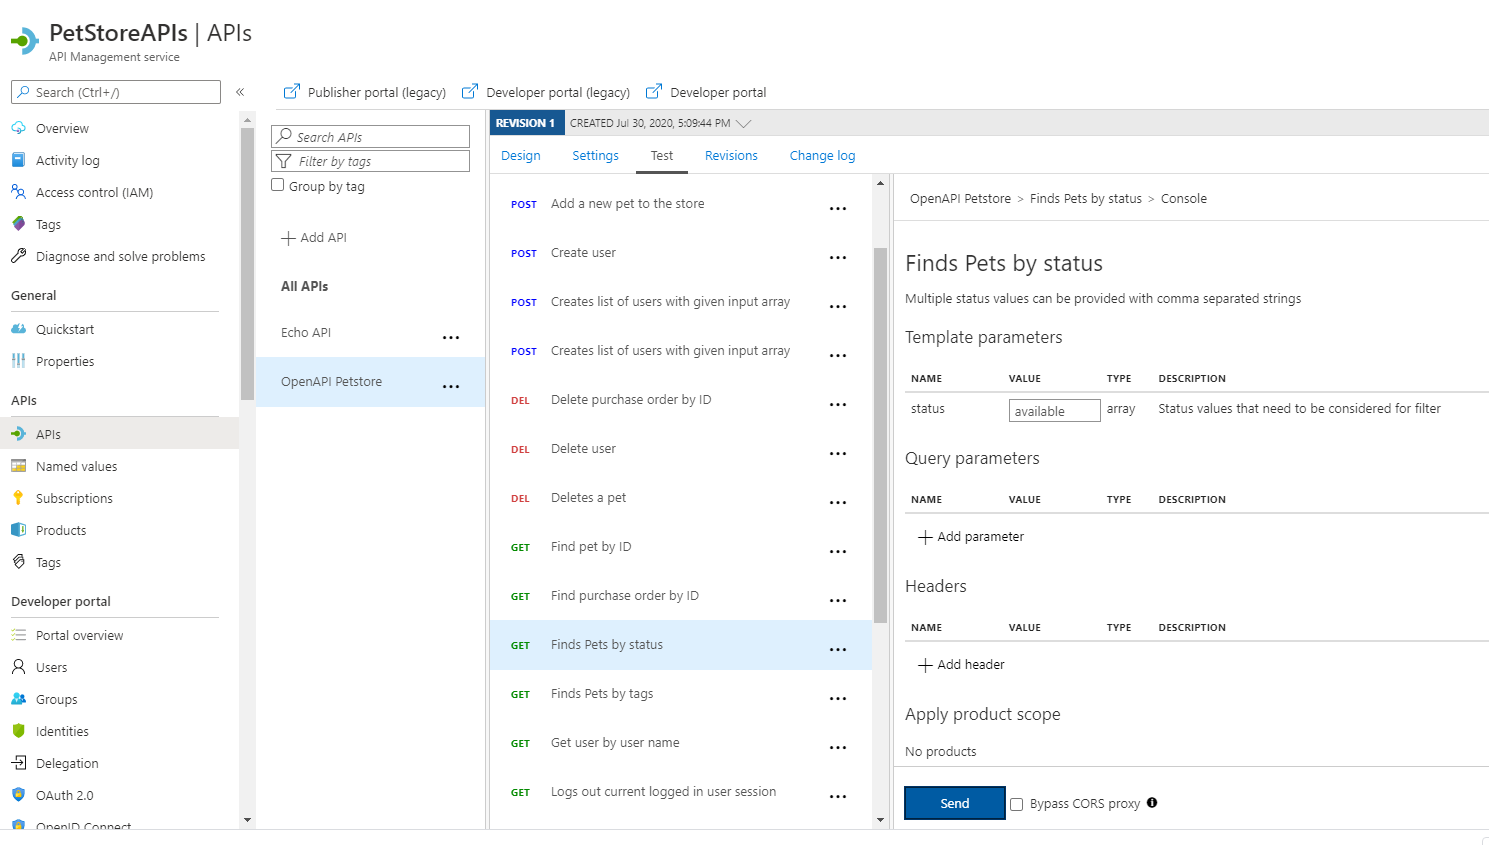 PetStoreAPIs | APIs
API Management service
Search (Ctrl+/)
«
Overview
Activity log
Access control (IAM)
Tags
Diagnose and solve problems
General
Quickstart
Properties
APIs
APIs
Named values
Subscriptions
Products
Tags
Developer portal
Portal overview
Users
Groups
Identities
Delegation
OAuth 2.0
OpenID Connect
Publisher portal (legacy)
Developer portal (legacy)
Developer portal
Search APIs
Filter by tags
Group by tag
Add API
All APIs
Echo API ...
OpenAPI Petstore ...
REVISION 1 CREATED Jul 30, 2020, 5:09:44 PM
Design Settings Test Revisions Change log
POST Add a new pet to the store ...
POST Create user ...
POST Creates list of users with given input array ...
POST Creates list of users with given input array ...
DEL Delete purchase order by ID ...
DEL Delete user ...
DEL Deletes a pet ...
GET Find pet by ID ...
GET Find purchase order by ID ...
GET Finds Pets by status ...
GET Finds Pets by tags ...
GET Get user by user name ...
GET Logs out current logged in user session ...
OpenAPI Petstore > Finds Pets by status > Console
Finds Pets by status
Multiple status values can be provided with comma separated strings
Template parameters
NAME VALUE TYPE DESCRIPTION
status available array Status values that need to be considered for filter
Query parameters
NAME VALUE TYPE DESCRIPTION
Add parameter
Headers
NAME VALUE TYPE DESCRIPTION
Add header
Apply product scope
No products
Send Bypass CORS proxy